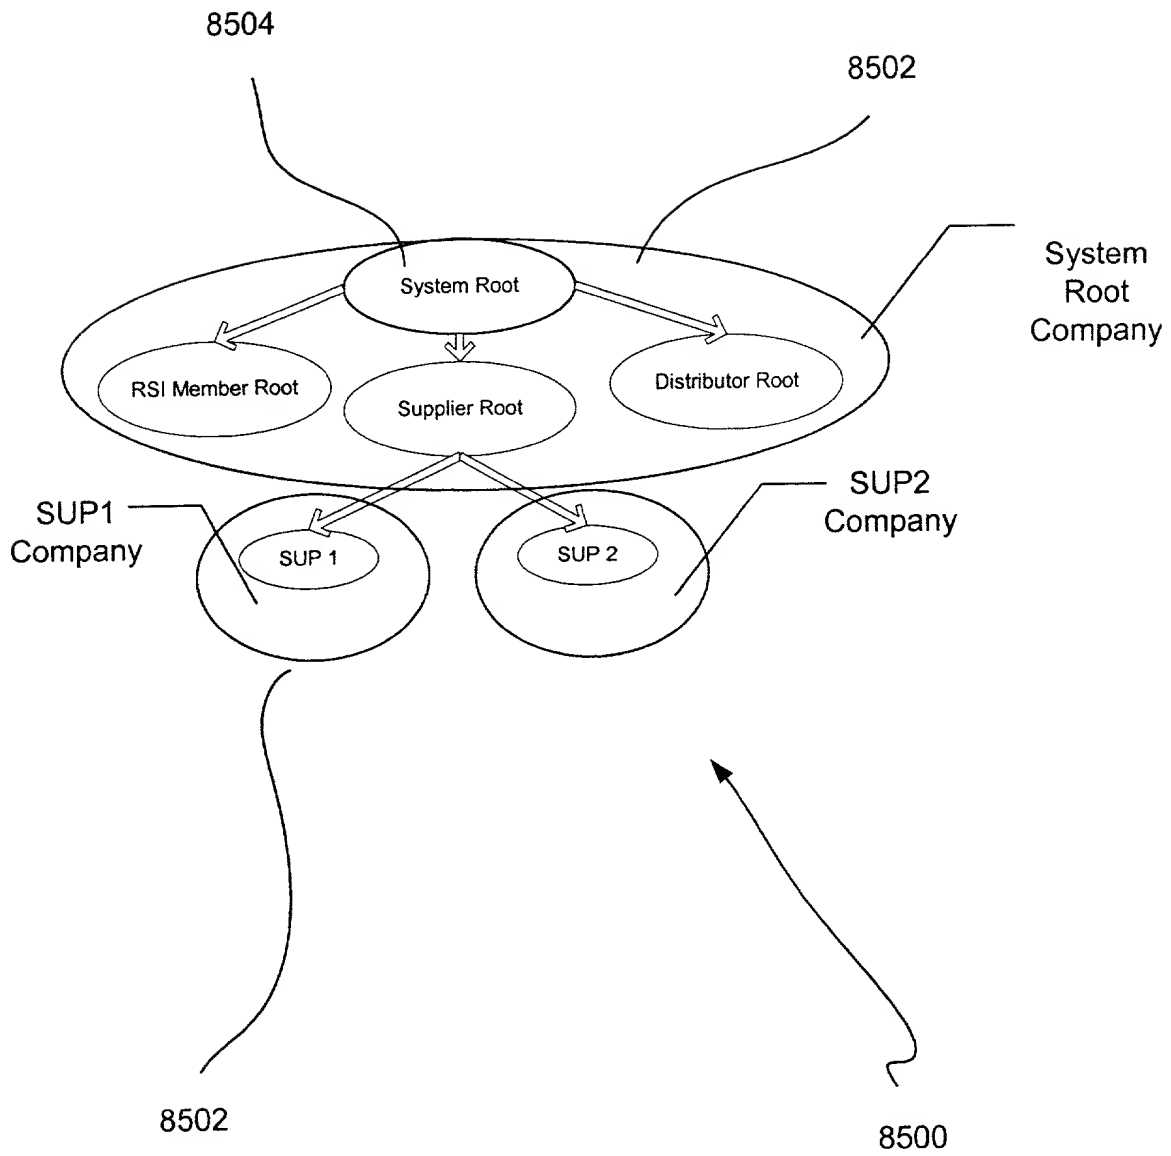 8504
8502
System
Root
Company
System Root
RSI Member Root
Supplier Root
Distributor Root
SUP1
Company
SUP2
Company
SUP 1
SUP 2
8502
8500